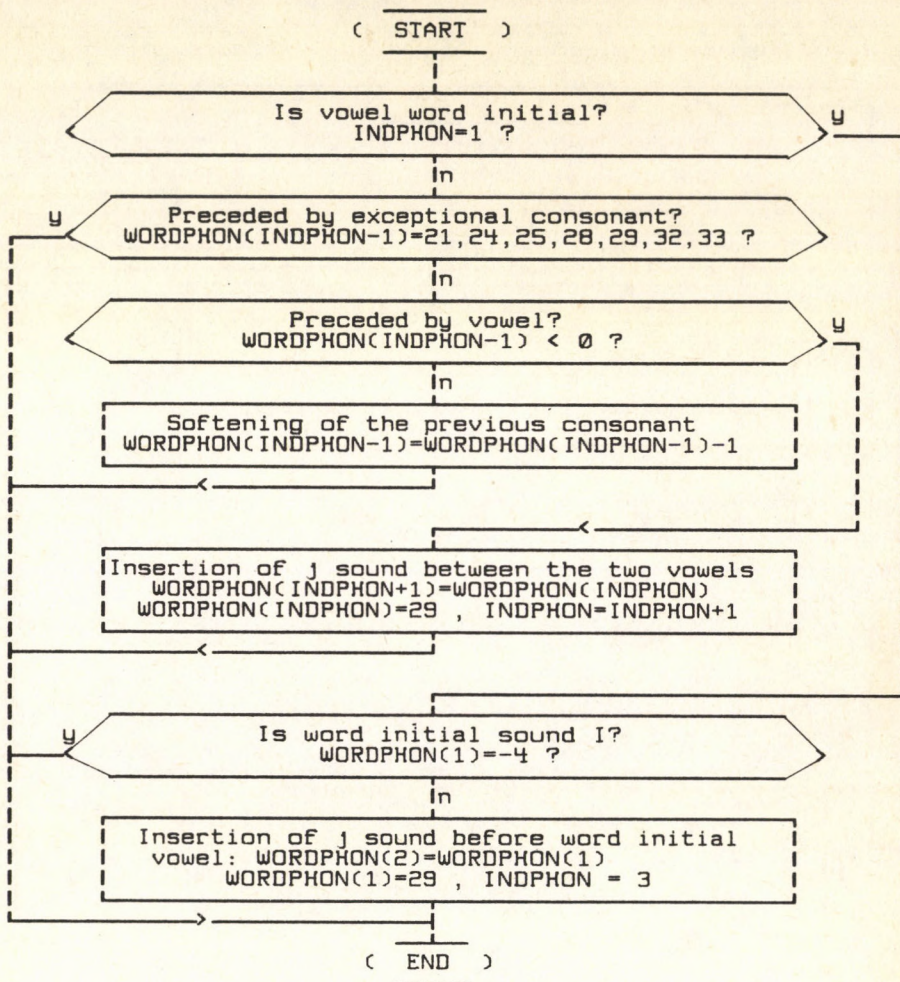 ( START )
Is vowel word initial?
INDPHON=1 ?
y
n
y
Preceded by exceptional consonant?
WORDPHON(INDPHON-1)=21,24,25,28,29,32,33 ?
n
Preceded by vowel?
WORDPHON(INDPHON-1) < 0 ?
y
n
Softening of the previous consonant
WORDPHON(INDPHON-1)=WORDPHON(INDPHON-1)-1
<
<
Insertion of j sound between the two vowels
WORDPHON(INDPHON+1)=WORDPHON(INDPHON)
WORDPHON(INDPHON)=29 , INDPHON=INDPHON+1
<
y
Is word initial sound I?
WORDPHON(1)=-4 ?
n
Insertion of j sound before word initial
vowel: WORDPHON(2)=WORDPHON(1)
WORDPHON(1)=29 , INDPHON = 3
>
( END )